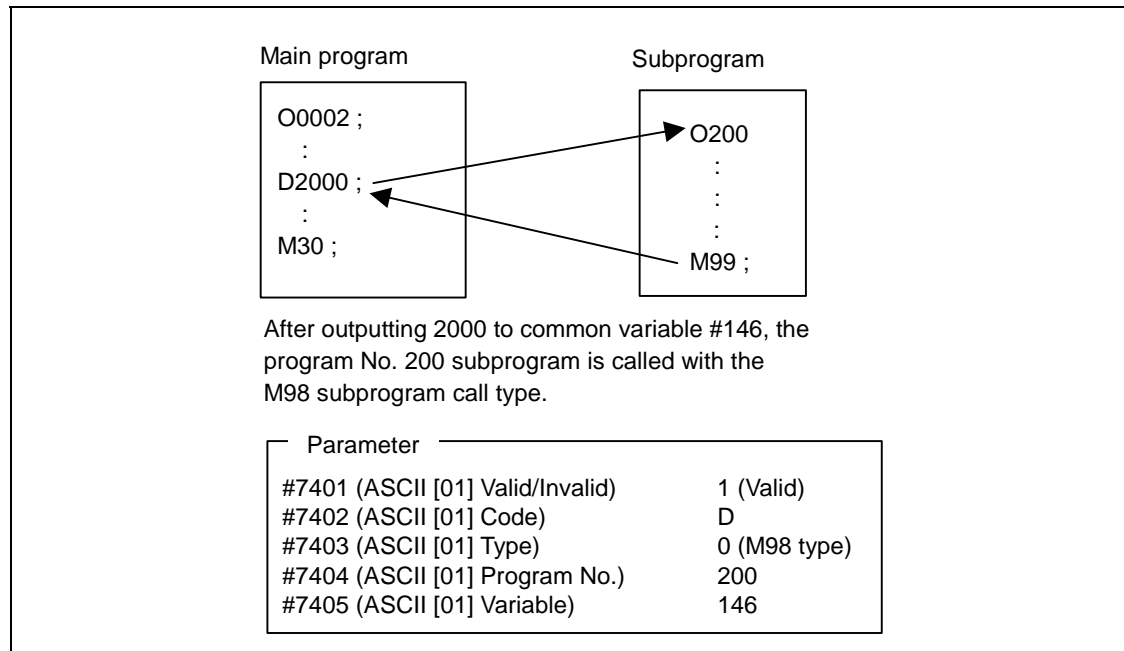 Main program
O0002 ;
:
D2000 ;
:
M30 ;
Subprogram
O200
:
:
:
M99 ;
After outputting 2000 to common variable #146, the
program No. 200 subprogram is called with the
M98 subprogram call type.
Parameter
#7401 (ASCII [01] Valid/Invalid) 1 (Valid)
#7402 (ASCII [01] Code) D
#7403 (ASCII [01] Type) 0 (M98 type)
#7404 (ASCII [01] Program No.) 200
#7405 (ASCII [01] Variable) 146